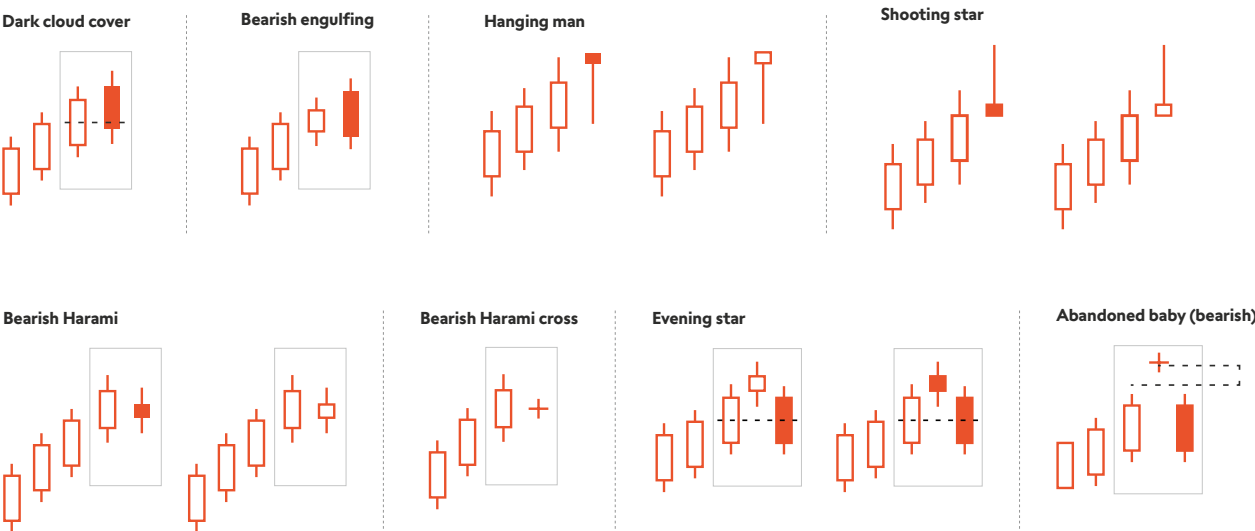 Dark cloud cover
Bearish engulfing
Hanging man
Shooting star
Bearish Harami
Bearish Harami cross
Evening star
Abandoned baby (bearish)